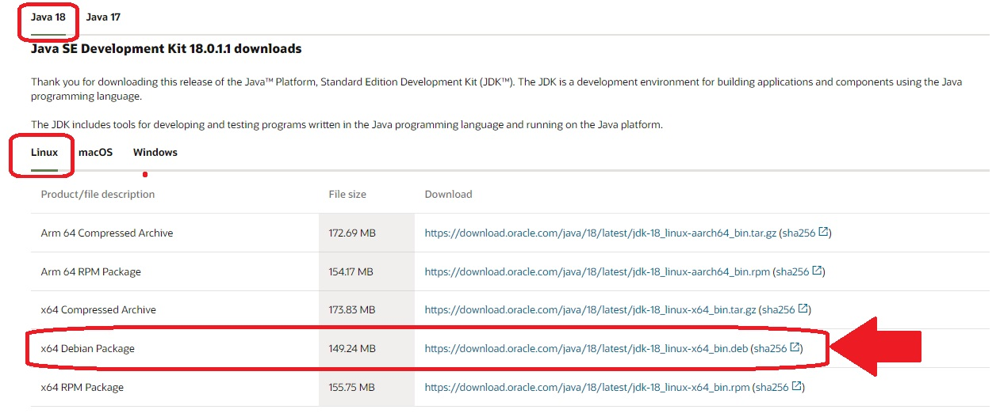 Java 18 Java 17
Java SE Development Kit 18.0.1.1 downloads
Thank you for downloading this release of the Java™ Platform, Standard Edition Development Kit (JDK™). The JDK is a development environment for building applications and components using the Java
programming language.
The JDK includes tools for developing and testing programs written in the Java programming language and running on the Java platform.
Linux macOS Windows
Product/file description File size Download
Arm 64 Compressed Archive 172.69 MB https://download.oracle.com/java/18/latest/jdk-18_linux-aarch64_bin.tar.gz (sha256)
Arm 64 RPM Package 154.17 MB https://download.oracle.com/java/18/latest/jdk-18_linux-aarch64_bin.rpm (sha256)
x64 Compressed Archive 173.83 MB https://download.oracle.com/java/18/latest/jdk-18_linux-x64_bin.tar.gz (sha256)
x64 Debian Package 149.24 MB https://download.oracle.com/java/18/latest/jdk-18_linux-x64_bin.deb (sha256)
x64 RPM Package 155.75 MB https://download.oracle.com/java/18/latest/jdk-18_linux-x64_bin.rpm (sha256)